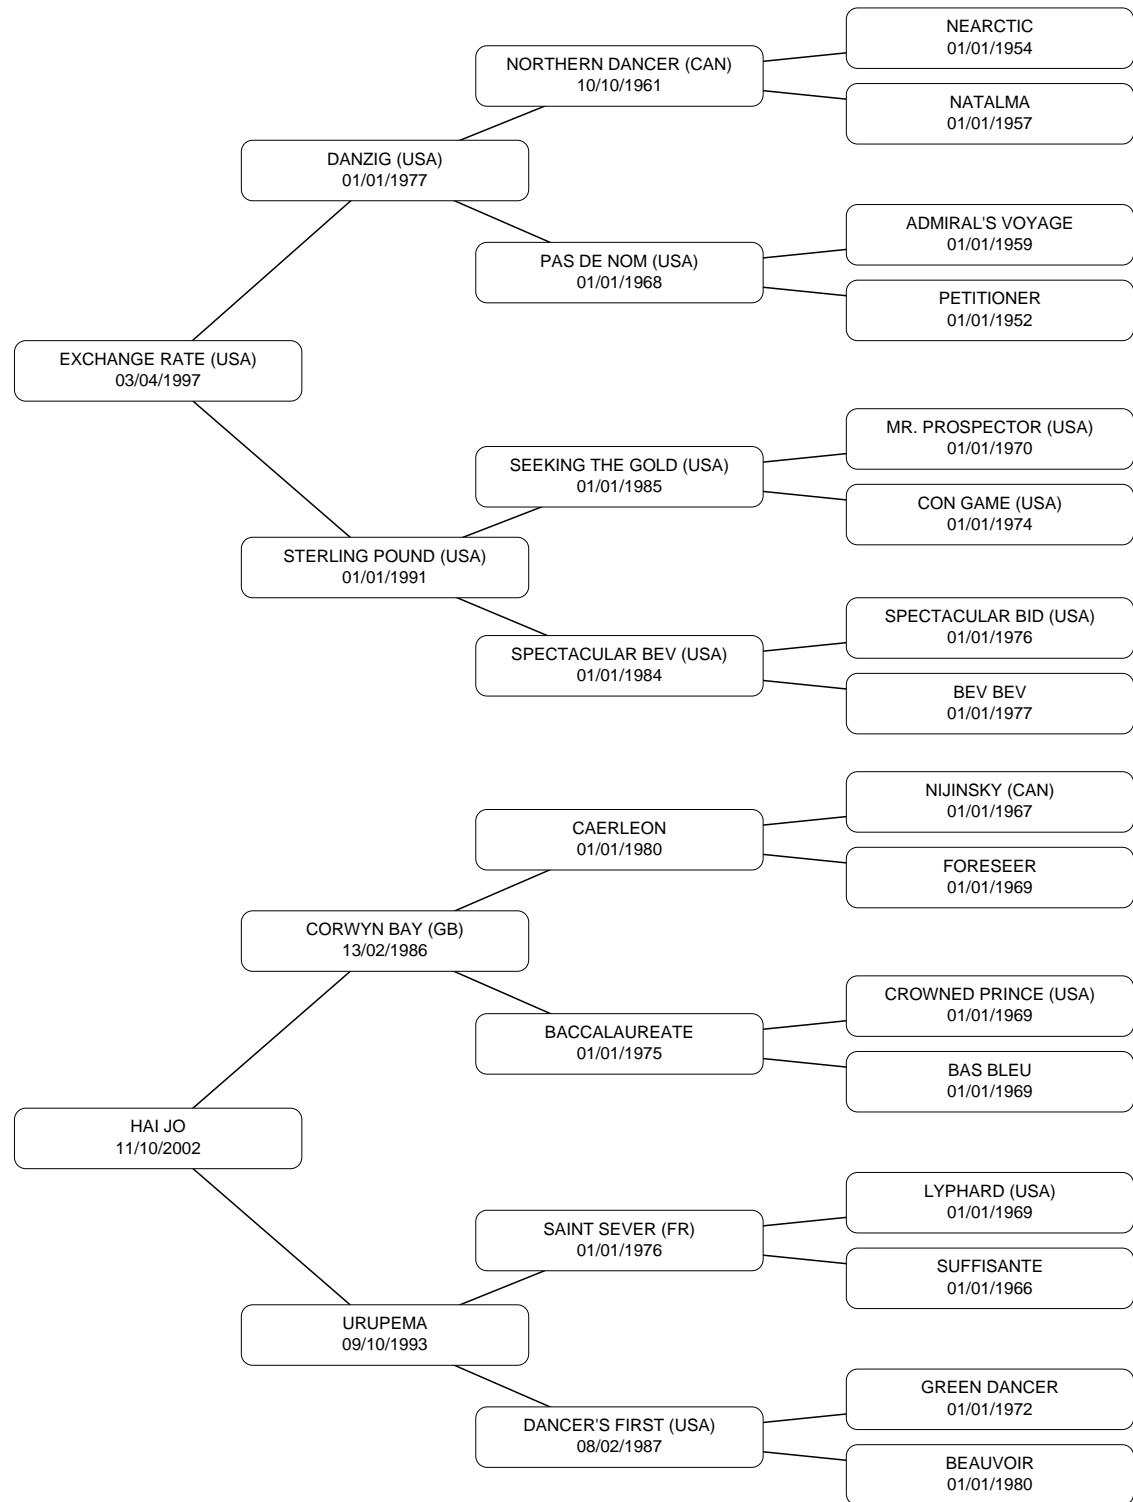 NEARCTIC
01/01/1954
NORTHERN DANCER (CAN)
10/10/1961
NATALMA
01/01/1957
DANZIG (USA)
01/01/1977
ADMIRAL'S VOYAGE
01/01/1959
PAS DE NOM (USA)
01/01/1968
PETITIONER
01/01/1952
EXCHANGE RATE (USA)
03/04/1997
MR. PROSPECTOR (USA)
01/01/1970
SEEKING THE GOLD (USA)
01/01/1985
CON GAME (USA)
01/01/1974
STERLING POUND (USA)
01/01/1991
SPECTACULAR BID (USA)
01/01/1976
SPECTACULAR BEV (USA)
01/01/1984
BEV BEV
01/01/1977
NIJINSKY (CAN)
01/01/1967
CAERLEON
01/01/1980
FORESEER
01/01/1969
CORWYN BAY (GB)
13/02/1986
CROWNED PRINCE (USA)
01/01/1969
BACCALAUREATE
01/01/1975
BAS BLEU
01/01/1969
HAI JO
11/10/2002
LYPHARD (USA)
01/01/1969
SAINT SEVER (FR)
01/01/1976
SUFFISANTE
01/01/1966
URUPEMA
09/10/1993
GREEN DANCER
01/01/1972
DANCER'S FIRST (USA)
08/02/1987
BEAUVOIR
01/01/1980